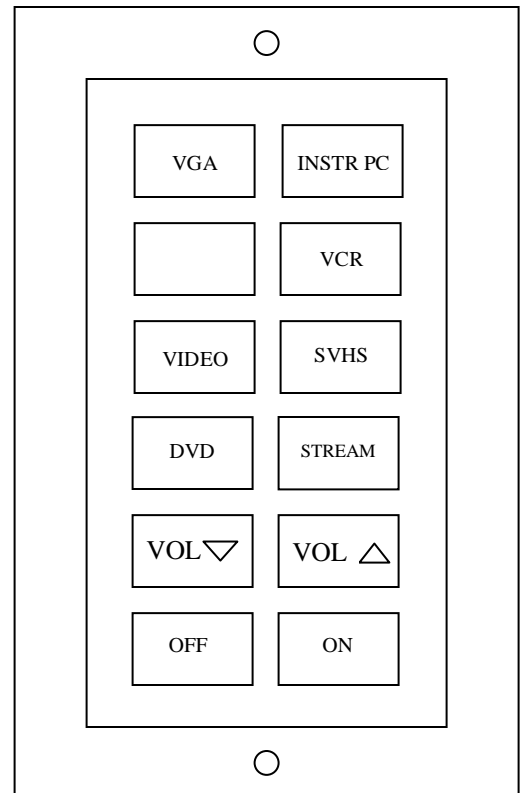 VGA INSTR PC
VCR
VIDEO SVHS
DVD STREAM
VOL VOL
OFF ON